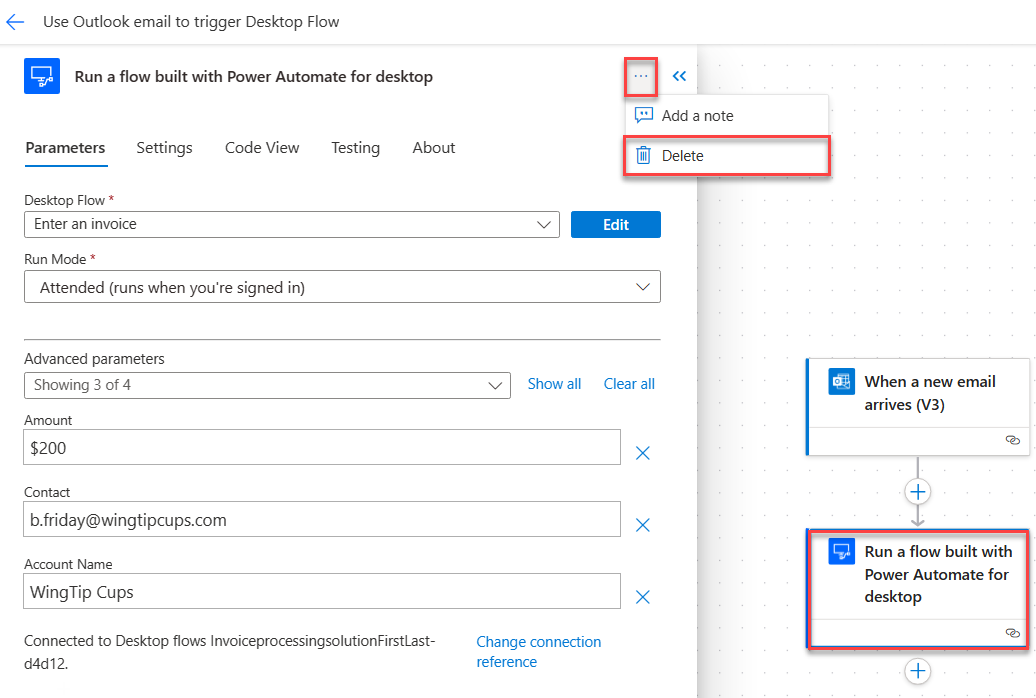 Use Outlook email to trigger Desktop Flow
Run a flow built with Power Automate for desktop
...
Add a note
Delete
Parameters Settings Code View Testing About
Desktop Flow *
Enter an invoice
Edit
Run Mode *
Attended (runs when you're signed in)
Advanced parameters
Showing 3 of 4
Show all
Clear all
Amount
$200
Contact
b.friday@wingtipcups.com
Account Name
WingTip Cups
Connected to Desktop flows InvoiceprocessingsolutionFirstLast-
d4d12.
Change connection
reference
When a new email
arrives (V3)
Run a flow built with
Power Automate for
desktop